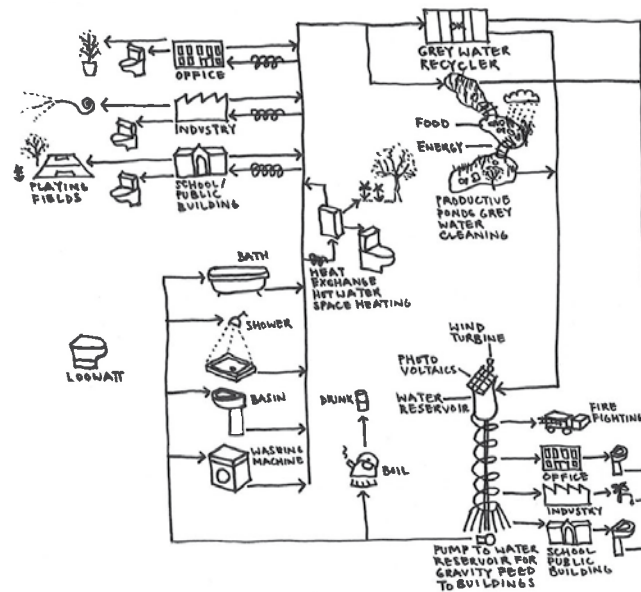 GREY WATER
RECYCLER
OFFICE
INDUSTRY
FOOD
ENERGY
PLAYING
FIELDS
SCHOOL/
PUBLIC
BUILDING
PRODUCTIVE
PONDS GREY
WATER
CLEANING
BATH
HEAT
EXCHANGE
HOT WATER
SPACE HEATING
SHOWER
WIND
TURBINE
LOOWATT
PHOTO
VOLTAICS
BASIN
DRINK
WATER
RESERVOIR
FIRE
FIGHTING
WASHING
MACHINE
BOIL
OFFICE
INDUSTRY
PUMP TO WATER
RESERVOIR FOR
GRAVITY FEED
TO BUILDINGS
SCHOOL
PUBLIC
BUILDING